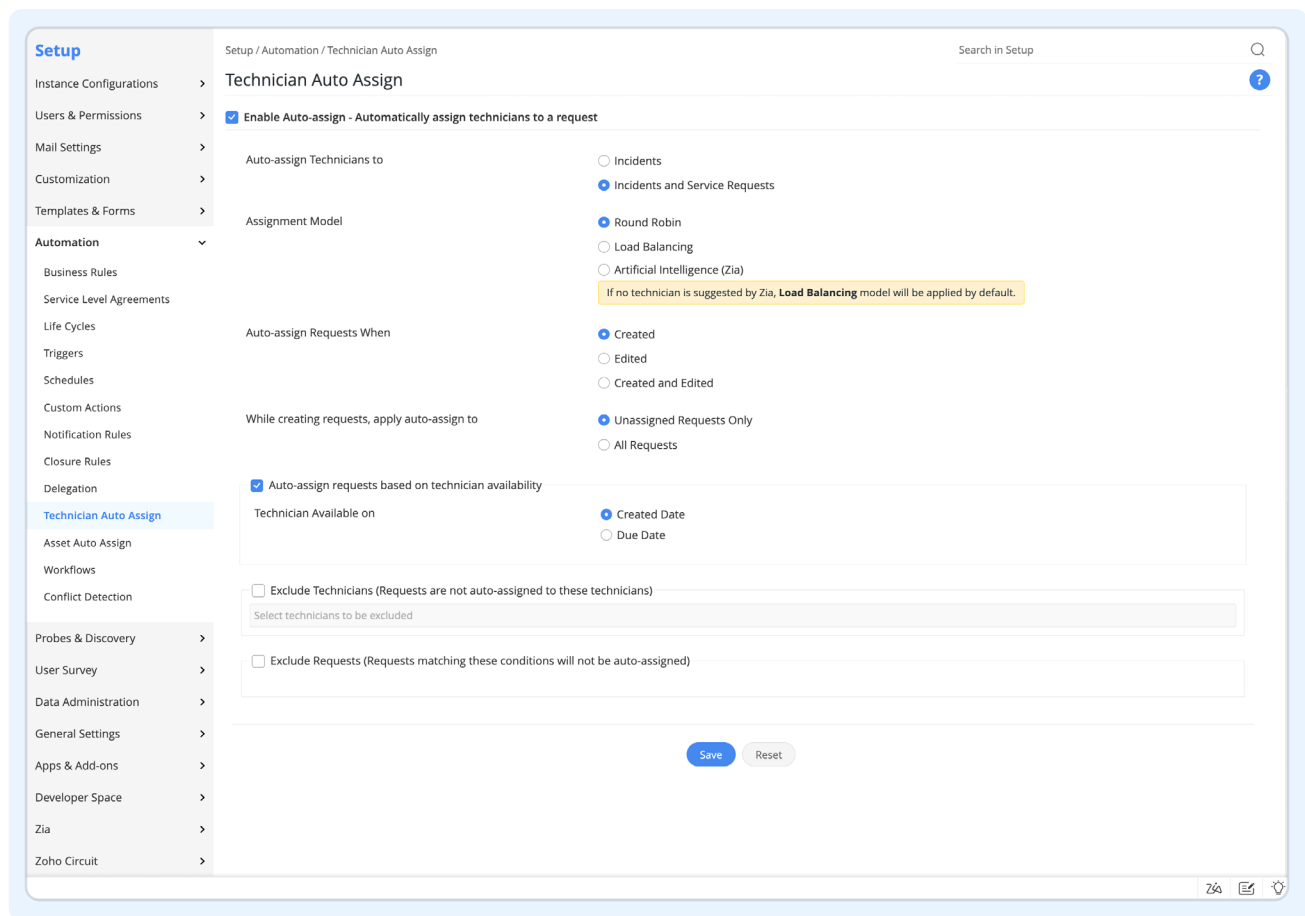 Setup
Instance Configurations
Users & Permissions
Mail Settings
Customization
Templates & Forms
Automation
Business Rules
Service Level Agreements
Life Cycles
Triggers
Schedules
Custom Actions
Notification Rules
Closure Rules
Delegation
Technician Auto Assign
Asset Auto Assign
Workflows
Conflict Detection
Probes & Discovery
User Survey
Data Administration
General Settings
Apps & Add-ons
Developer Space
Zia
Zoho Circuit
Setup / Automation / Technician Auto Assign
Search in Setup
Technician Auto Assign
?
Enable Auto-assign - Automatically assign technicians to a request
Auto-assign Technicians to
Incidents
Incidents and Service Requests
Assignment Model
Round Robin
Load Balancing
Artificial Intelligence (Zia)
If no technician is suggested by Zia, Load Balancing model will be applied by default.
Auto-assign Requests When
Created
Edited
Created and Edited
While creating requests, apply auto-assign to
Unassigned Requests Only
All Requests
Auto-assign requests based on technician availability
Technician Available on
Created Date
Due Date
Exclude Technicians (Requests are not auto-assigned to these technicians)
Select technicians to be excluded
Exclude Requests (Requests matching these conditions will not be auto-assigned)
Save
Reset
Zia